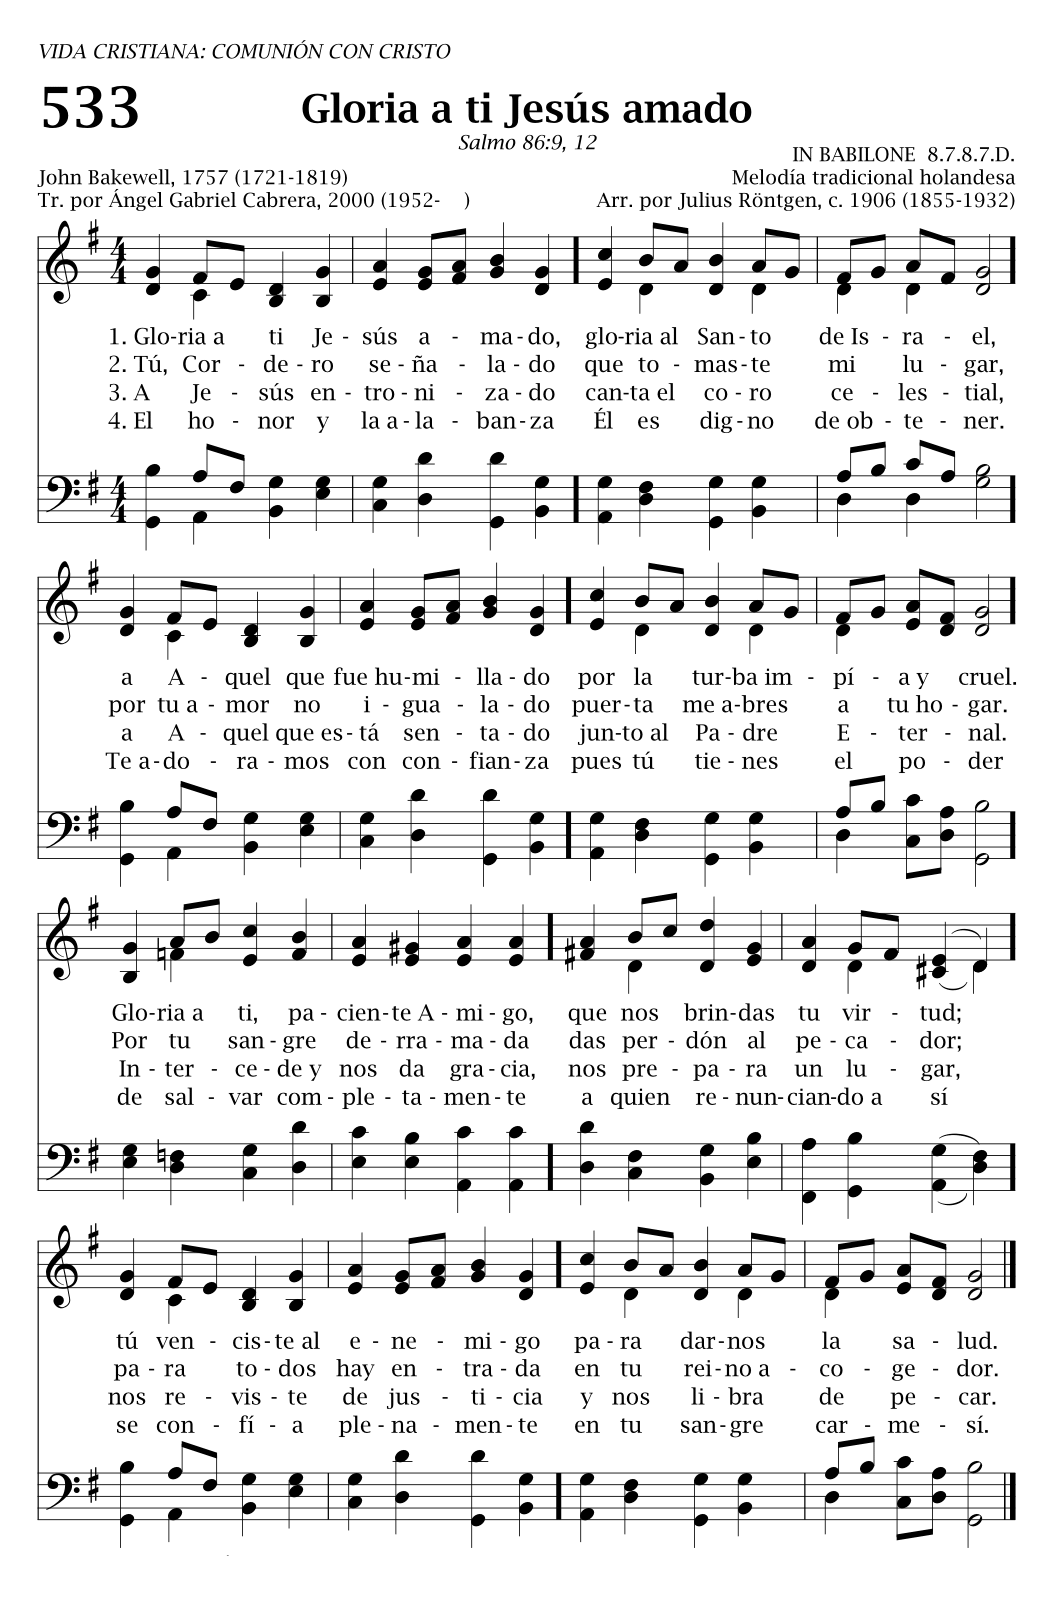 VIDA CRISTIANA: COMUNIÓN CON CRISTO
533
Gloria a ti Jesús amado
Salmo 86:9, 12
IN BABILONE 8.7.8.7.D.
John Bakewell, 1757 (1721-1819)
Melodía tradicional holandesa
Tr. por Ángel Gabriel Cabrera, 2000 (1952- )
Arr. por Julius Röntgen, c. 1906 (1855-1932)
4 4
1. Glo-ria a ti Je - sús a - ma-do, glo-ria al San-to de Is - ra - el,
2. Tú, Cor - de - ro se - ña - la - do que to - mas-te mi lu - gar,
3. A Je - sús en - tro - ni - za - do can-ta el co - ro ce - les - tial,
4. El ho - nor y la a - la - ban-za Él es dig-no de ob - te - ner.
4 4
a A - quel que fue hu-mi - lla - do por la tur-ba im - pí - a y cruel.
por tu a - mor no i - gua - la - do puer-ta me a-bres a tu ho - gar.
a A - quel que es-tá sen - ta - do jun-to al Pa - dre E - ter - nal.
Te a-do - ra - mos con con - fian-za pues tú tie - nes el po - der
Glo-ria a ti, pa - cien-te A - mi - go, que nos brin-das tu vir - tud;
Por tu san - gre de - rra - ma - da das per - dón al pe - ca - dor;
In - ter - ce - de y nos da gra - cia, nos pre - pa - ra un lu - gar,
de sal - var com - ple - ta - men - te a quien re - nun-cian-do a sí
tú ven - cis-te al e - ne - mi - go pa - ra dar-nos la sa - lud.
pa - ra to - dos hay en - tra - da en tu rei-no a - co - ge - dor.
nos re - vis - te de jus - ti - cia y nos li - bra de pe - car.
se con - fí - a ple - na - men - te en tu san-gre car - me - sí.